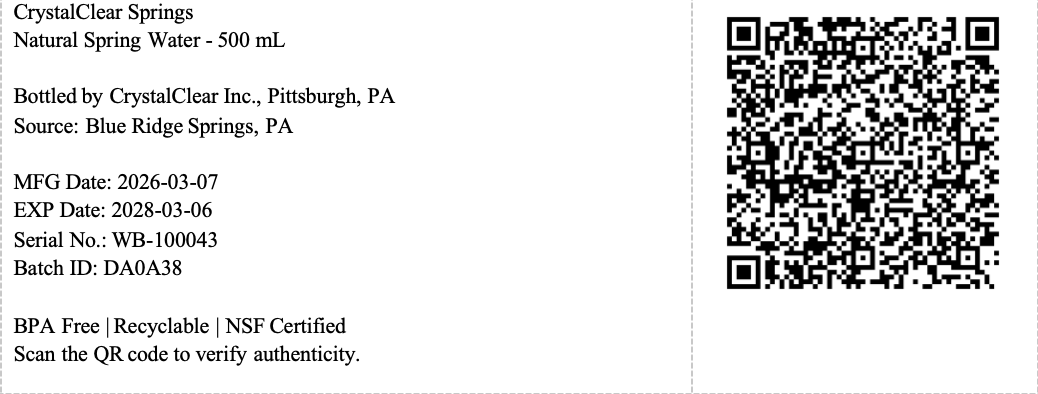 CrystalClear Springs
Natural Spring Water - 500 mL
Bottled by CrystalClear Inc., Pittsburgh, PA
Source: Blue Ridge Springs, PA
MFG Date: 2026-03-07
EXP Date: 2028-03-06
Serial No.: WB-100043
Batch ID: DA0A38
BPA Free | Recyclable | NSF Certified
Scan the QR code to verify authenticity.